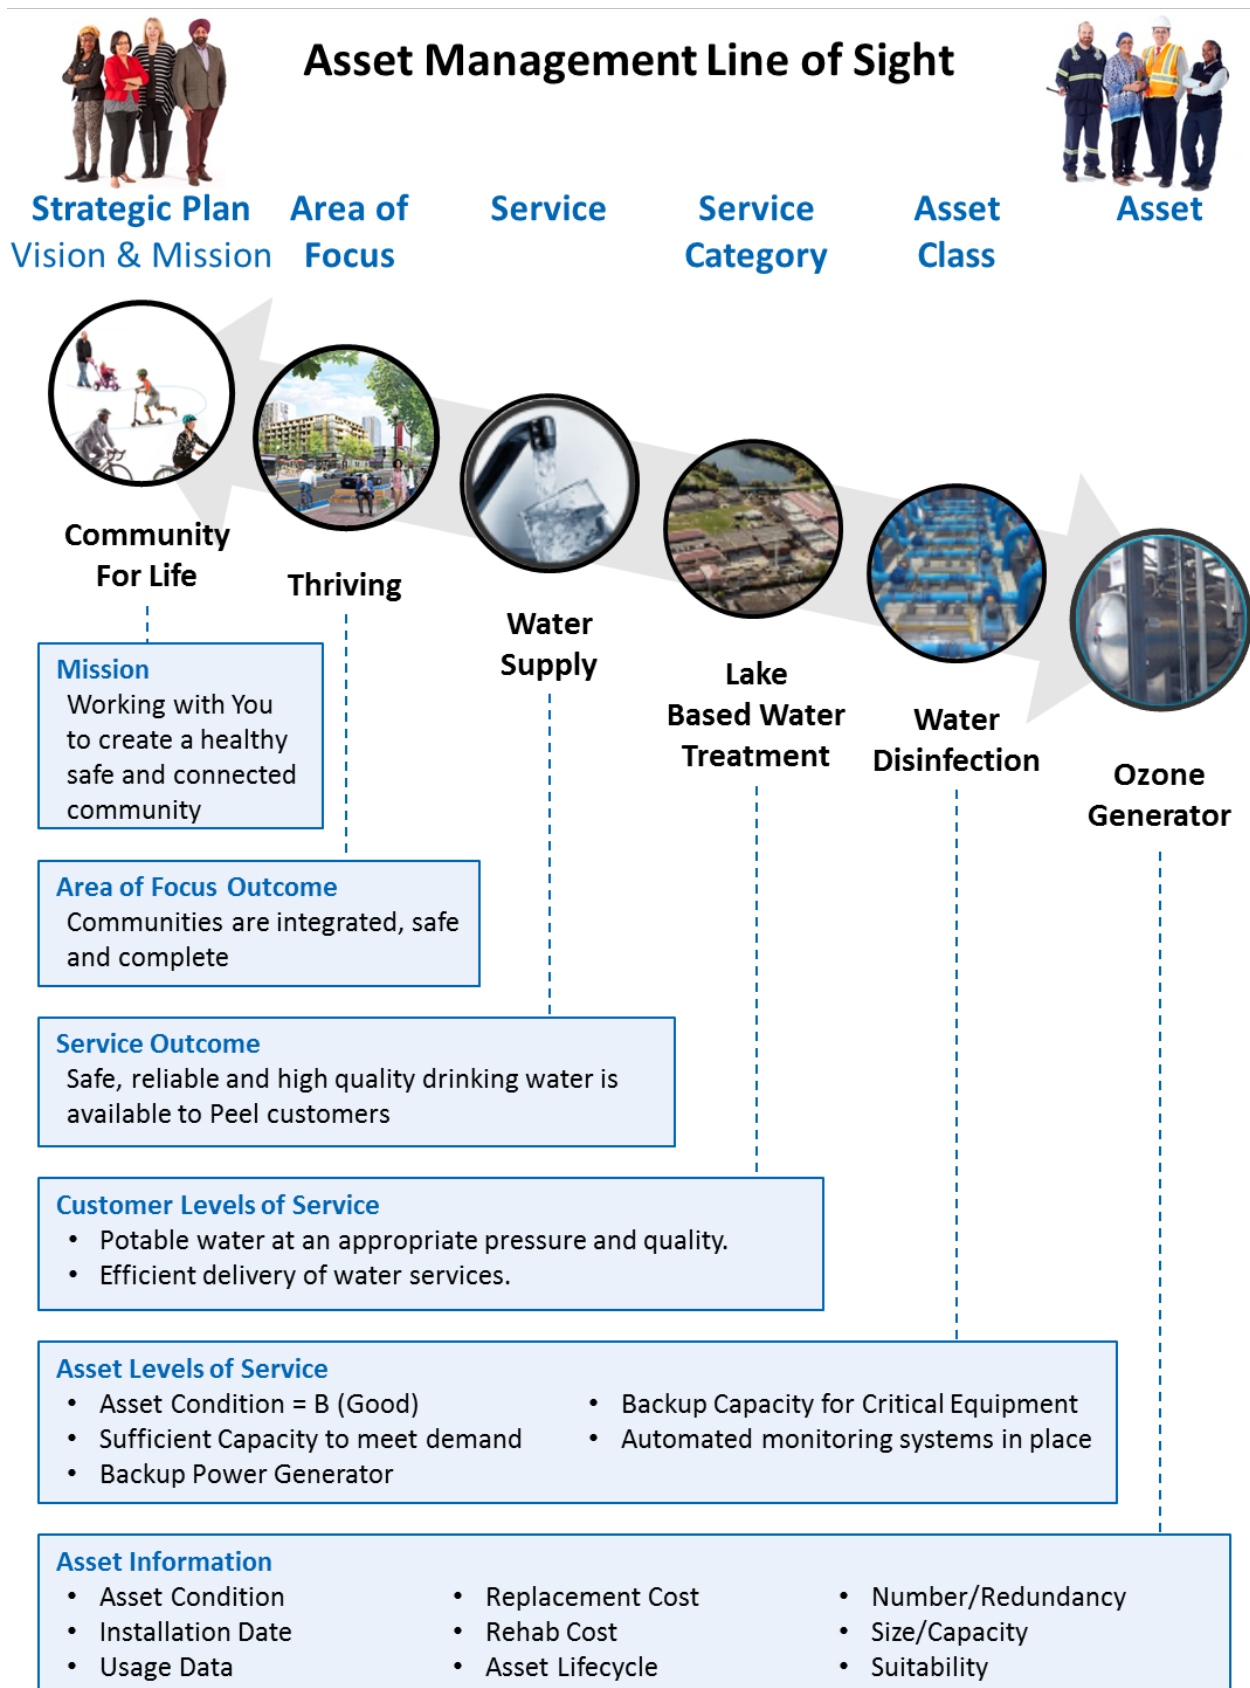 Asset Management Line of Sight
Strategic Plan
Vision & Mission
Area of
Focus
Service
Service
Category
Asset
Class
Asset
Community
For Life
Thriving
Water
Supply
Lake
Based Water
Treatment
Water
Disinfection
Ozone
Generator
Mission
Working with You
to create a healthy
safe and connected
community
Area of Focus Outcome
Communities are integrated, safe
and complete
Service Outcome
Safe, reliable and high quality drinking water is
available to Peel customers
Customer Levels of Service
• Potable water at an appropriate pressure and quality.
• Efficient delivery of water services.
Asset Levels of Service
• Asset Condition = B (Good)
• Sufficient Capacity to meet demand
• Backup Power Generator
• Backup Capacity for Critical Equipment
• Automated monitoring systems in place
Asset Information
• Asset Condition
• Installation Date
• Usage Data
• Replacement Cost
• Rehab Cost
• Asset Lifecycle
• Number/Redundancy
• Size/Capacity
• Suitability